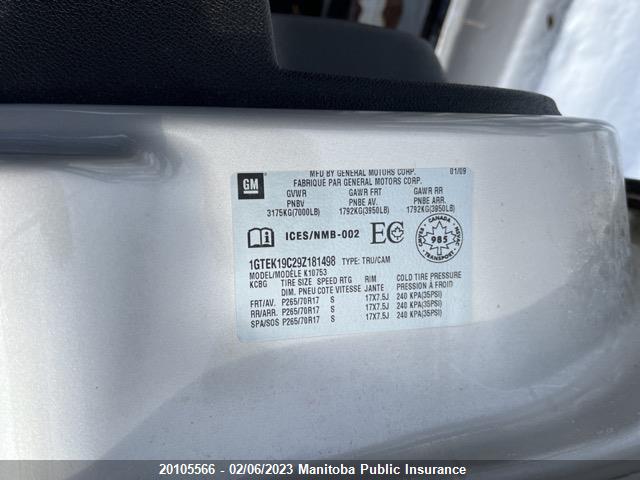 GM
MFD BY GENERAL MOTORS CORP. 01/09
FABRIQUE PAR GENERAL MOTORS CORP.
GVWR GAWR FRT GAWR RR
PNBV PNBE AV. PNBE ARR.
3175KG(7000LB) 1792KG(3950LB) 1792KG(3950LB)
ICES/NMB-002 EC CANADA 985 TRANSPORT
1GTEK19C29Z181498 TYPE: TRU/CAM
MODEL/MODÈLE K10753
KCBG TIRE SIZE SPEED RTG RIM COLD TIRE PRESSURE
DIM. PNEU COTE VITESSE JANTE PRESSION À FROID
FRT/AV. P265/70R17 S 17X7.5J 240 KPA(35PSI)
RR/ARR. P265/70R17 S 17X7.5J 240 KPA(35PSI)
SPA/SOS P265/70R17 S 17X7.5J 240 KPA(35PSI)
20105566 - 02/06/2023 Manitoba Public Insurance